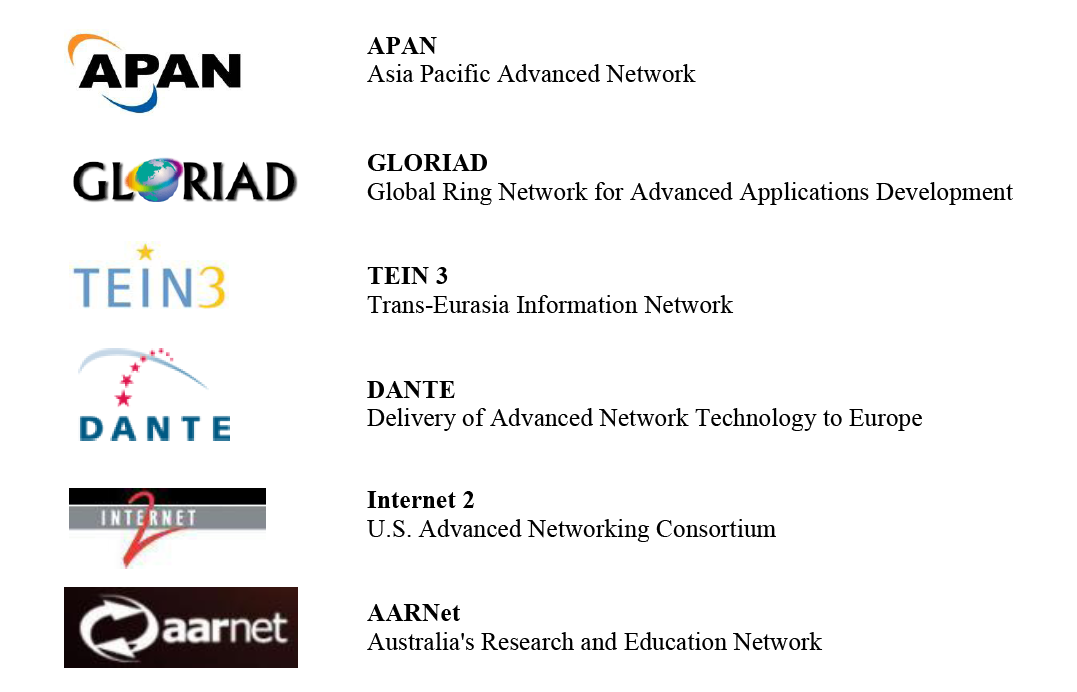 APAN
APAN
Asia Pacific Advanced Network
GLORIAD
GLORIAD
Global Ring Network for Advanced Applications Development
TEIN3
TEIN 3
Trans-Eurasia Information Network
DANTE
DANTE
Delivery of Advanced Network Technology to Europe
INTERNET 2
Internet 2
U.S. Advanced Networking Consortium
aarnet
AARNet
Australia's Research and Education Network